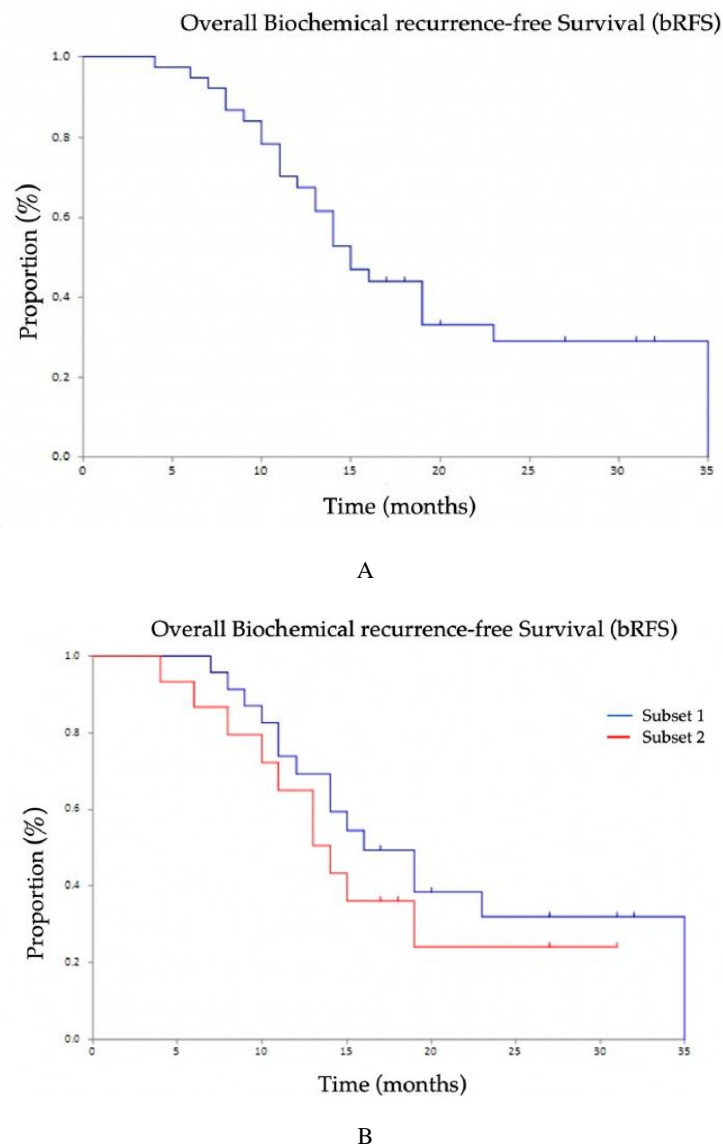 Overall Biochemical recurrence-free Survival (bRFS)
1.0
0.8
0.6
0.4
0.2
0.0
Proportion (%)
0 5 10 15 20 25 30 35
Time (months)
A
Overall Biochemical recurrence-free Survival (bRFS)
1.0
0.8
0.6
0.4
0.2
0.0
Proportion (%)
Subset 1
Subset 2
0 5 10 15 20 25 30 35
Time (months)
B